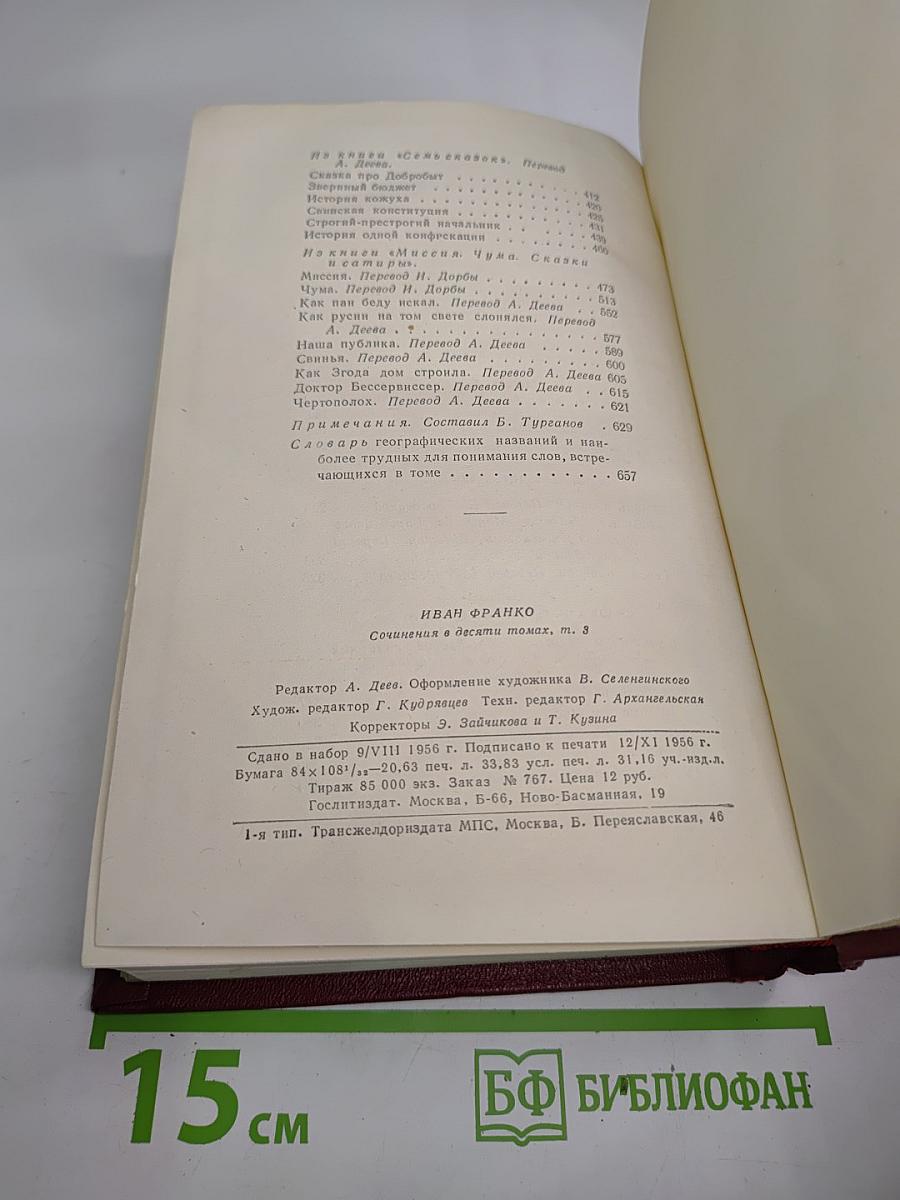 Из книги «Семь сказок». Перевод
А. Деева.
Сказка про Добробыт . . . . . . . . . . 412
Звериный бюджет . . . . . . . . . . 420
История кожуха . . . . . . . . . . 425
Свинская конституция . . . . . . . . . 431
Строгий-престрогий начальник . . . . . . 439
История одной конфискации . . . . . . . 466
Из книги «Миссия. Чума. Сказки
и сатиры».
Миссия. Перевод И. Дорбы . . . . . . . . 473
Чума. Перевод И. Дорбы . . . . . . . . 513
Как пан беду искал. Перевод А. Деева . . 552
Как русин на том свете слонялся. Перевод
А. Деева . . . . . . . . . . . . . 577
Наша публика. Перевод А. Деева . . . . . 589
Свинья. Перевод А. Деева . . . . . . . . 600
Как Згода дом строила. Перевод А. Деева 605
Доктор Бессервиссер. Перевод А. Деева . . 615
Чертополох. Перевод А. Деева . . . . . . . 621
Примечания. Составил Б. Турганов . 629
Словарь географических названий и наи-
более трудных для понимания слов, встре-
чающихся в томе . . . . . . . . . . . 657
ИВАН ФРАНКО
Сочинения в десяти томах, т. 3
Редактор А. Деев. Оформление художника В. Селенгинского
Худож. редактор Г. Кудрявцев Техн. редактор Г. Архангельская
Корректоры Э. Зайчикова и Т. Кузина
Сдано в набор 9/VIII 1956 г. Подписано к печати 12/XI 1956 г.
Бумага 84×108¹/₃₂—20,63 печ. л. 33,83 усл. печ. л. 31,16 уч.-изд.л.
Тираж 85 000 экз. Заказ № 767. Цена 12 руб.
Гослитиздат. Москва, Б-66, Ново-Басманная, 19
1-я тип. Трансжелдориздата МПС, Москва, Б. Переяславская, 46
15 см
БФ БИБЛИОФАН